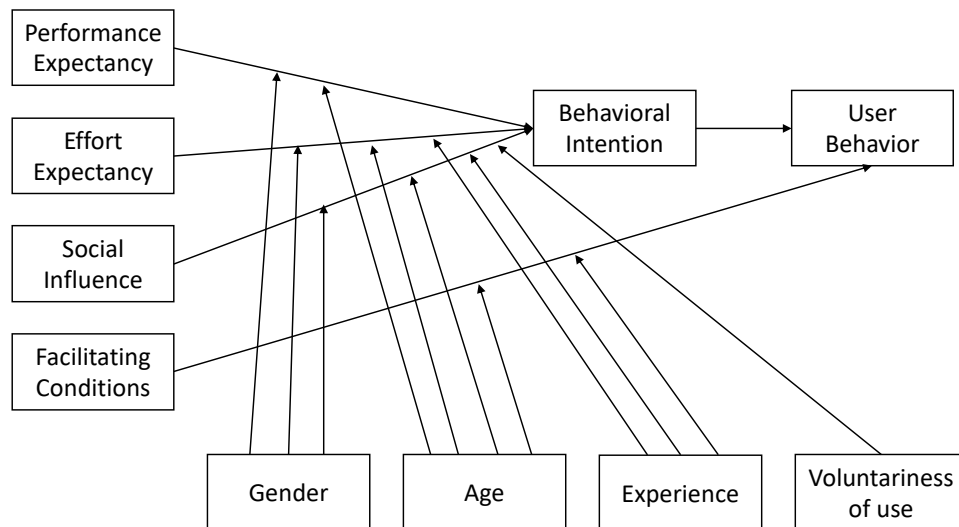 Performance
Expectancy
Effort
Expectancy
Social
Influence
Facilitating
Conditions
Behavioral
Intention
User
Behavior
Gender
Age
Experience
Voluntariness
of use